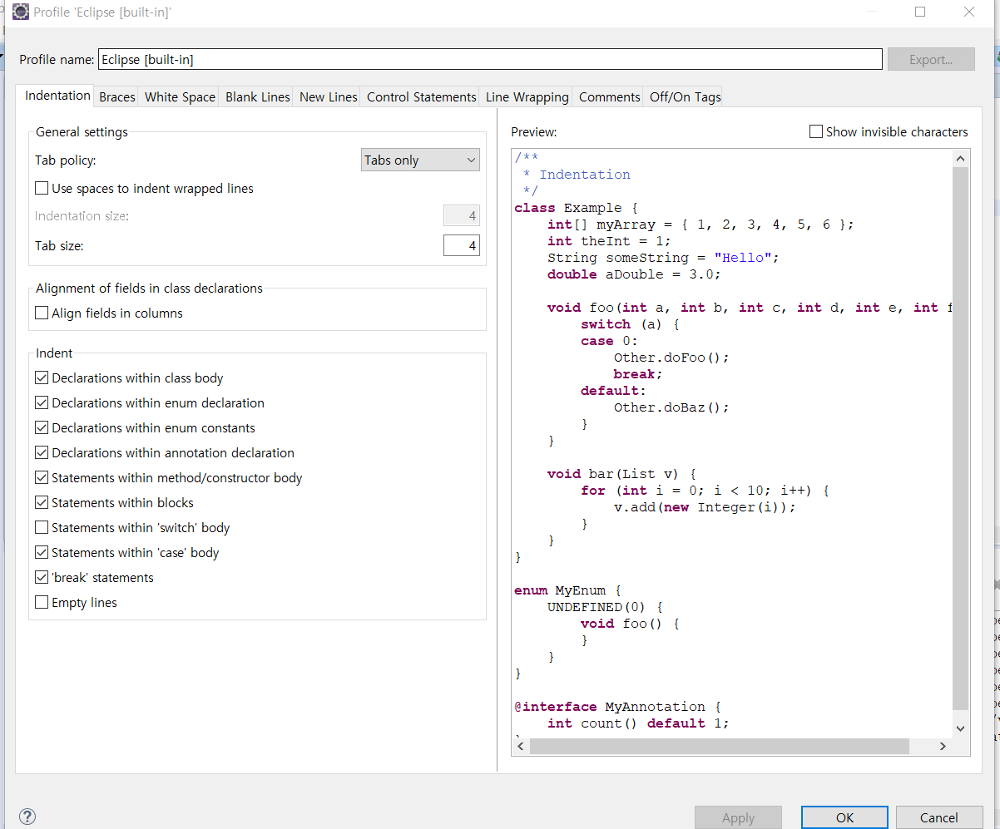 Profile 'Eclipse [built-in]'
Profile name: Eclipse [built-in] Export...
Indentation Braces White Space Blank Lines New Lines Control Statements Line Wrapping Comments Off/On Tags
General settings
Tab policy: Tabs only
Use spaces to indent wrapped lines
Indentation size: 4
Tab size: 4
Alignment of fields in class declarations
Align fields in columns
Indent
Declarations within class body
Declarations within enum declaration
Declarations within enum constants
Declarations within annotation declaration
Statements within method/constructor body
Statements within blocks
Statements within 'switch' body
Statements within 'case' body
'break' statements
Empty lines
Preview: Show invisible characters
/**
 * Indentation
 */
class Example {
    int[] myArray = { 1, 2, 3, 4, 5, 6 };
    int theInt = 1;
    String someString = "Hello";
    double aDouble = 3.0;
    void foo(int a, int b, int c, int d, int e, int f
        switch (a) {
        case 0:
            Other.doFoo();
            break;
        default:
            Other.doBaz();
        }
    }
    void bar(List v) {
        for (int i = 0; i < 10; i++) {
            v.add(new Integer(i));
        }
    }
}
enum MyEnum {
    UNDEFINED(0) {
        void foo() {
        }
    }
}
@interface MyAnnotation {
    int count() default 1;
Apply OK Cancel